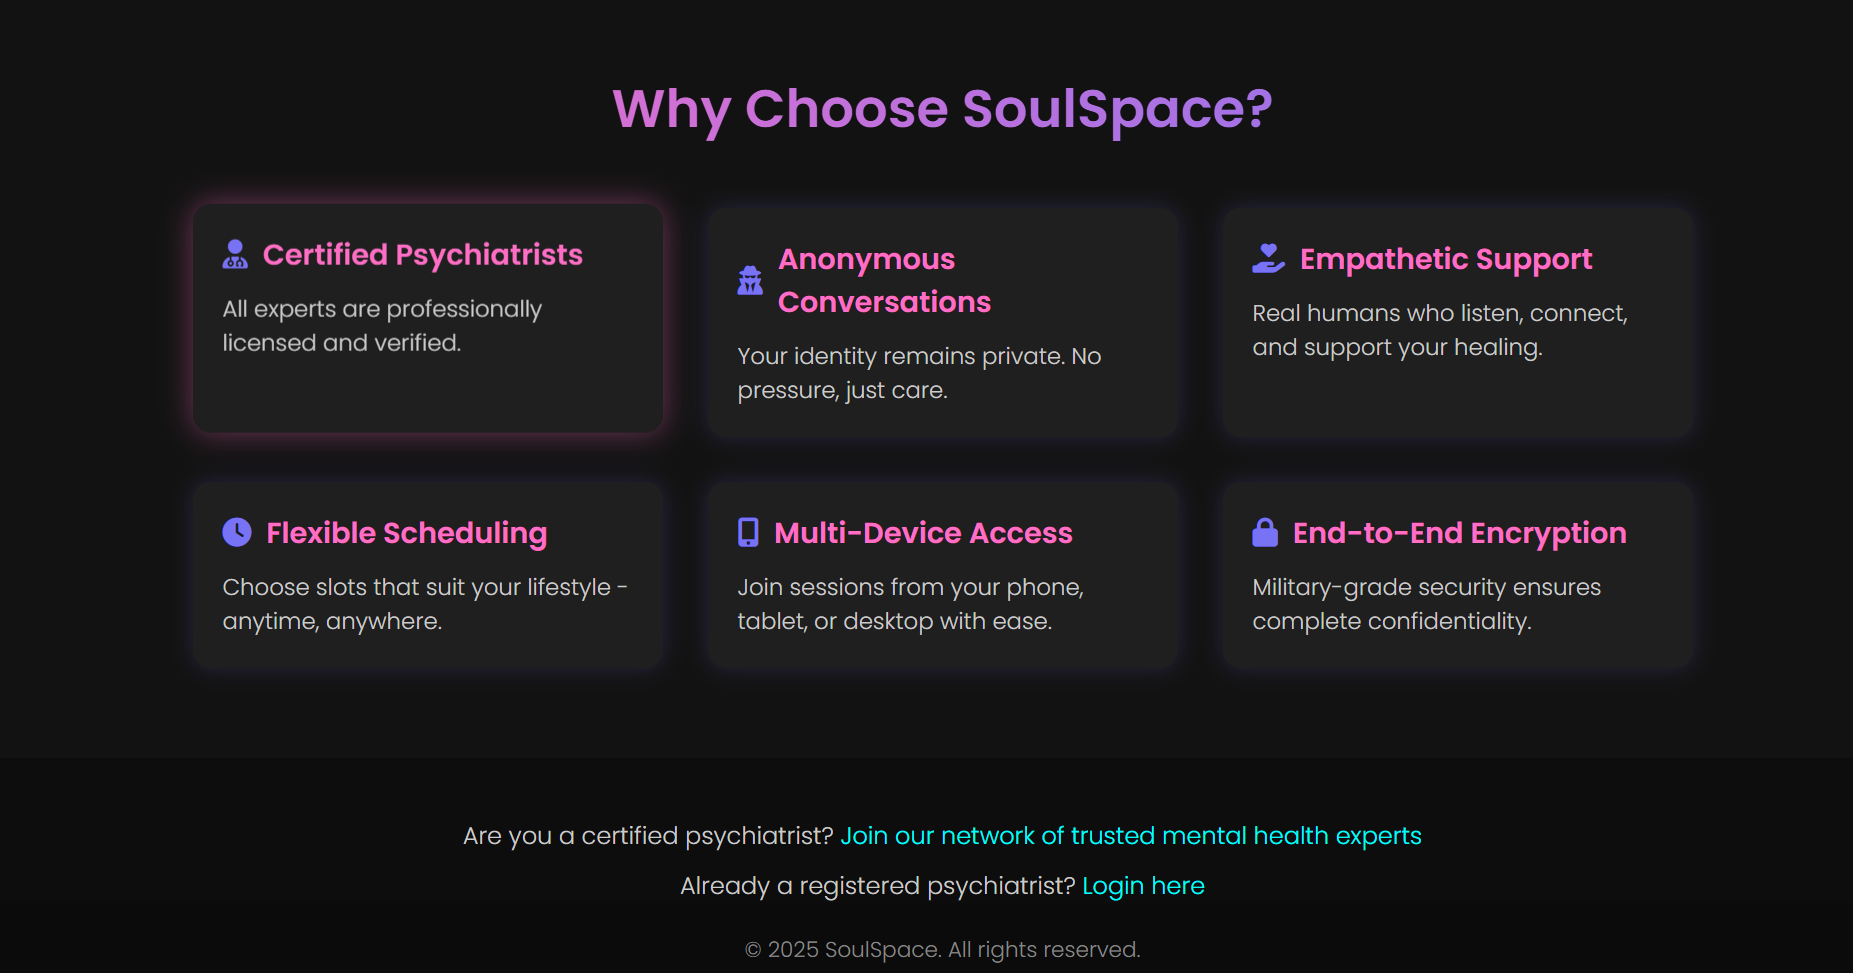 Why Choose SoulSpace?
Certified Psychiatrists
All experts are professionally
licensed and verified.
Anonymous
Conversations
Your identity remains private. No
pressure, just care.
Empathetic Support
Real humans who listen, connect,
and support your healing.
Flexible Scheduling
Choose slots that suit your lifestyle -
anytime, anywhere.
Multi-Device Access
Join sessions from your phone,
tablet, or desktop with ease.
End-to-End Encryption
Military-grade security ensures
complete confidentiality.
Are you a certified psychiatrist? Join our network of trusted mental health experts
Already a registered psychiatrist? Login here
© 2025 SoulSpace. All rights reserved.